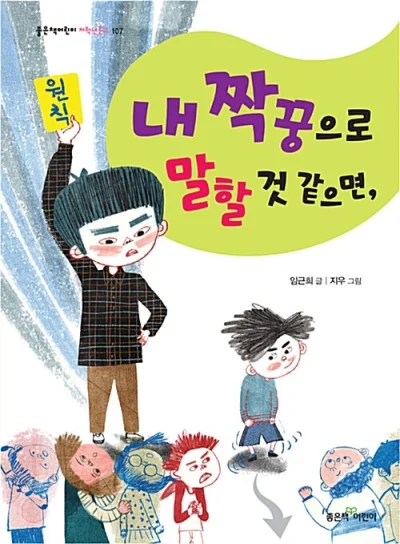 좋은책어린이 저학년문고 107
원칙
내 짝꿍으로
말할 것 같으면,
임근희 글 | 지우 그림
좋은책어린이